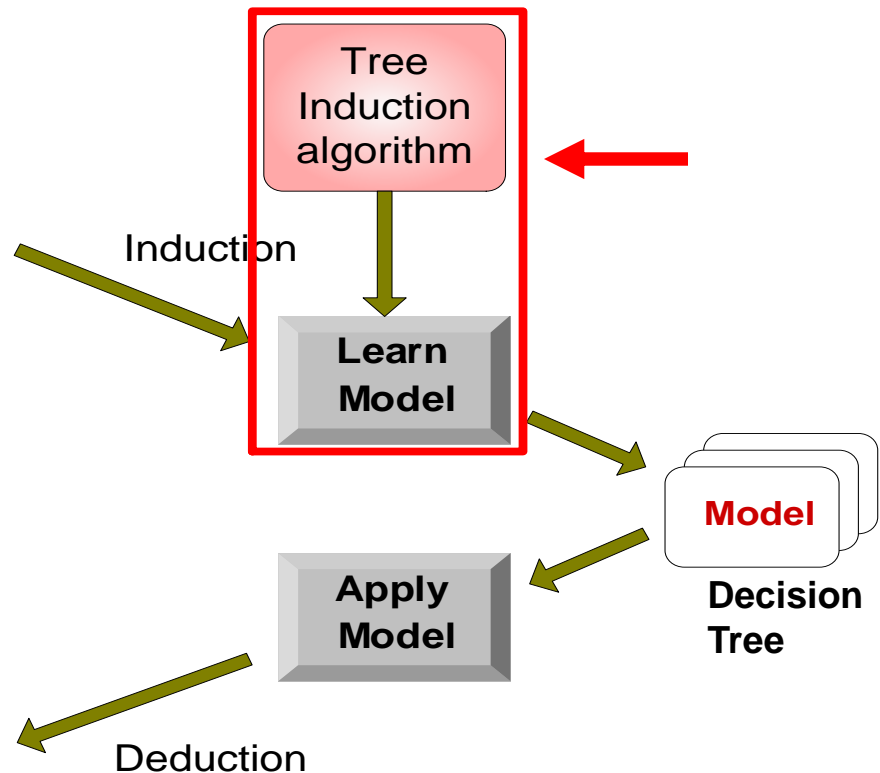 Tree
Induction
algorithm
Induction
Learn
Model
Model
Decision
Tree
Apply
Model
Deduction